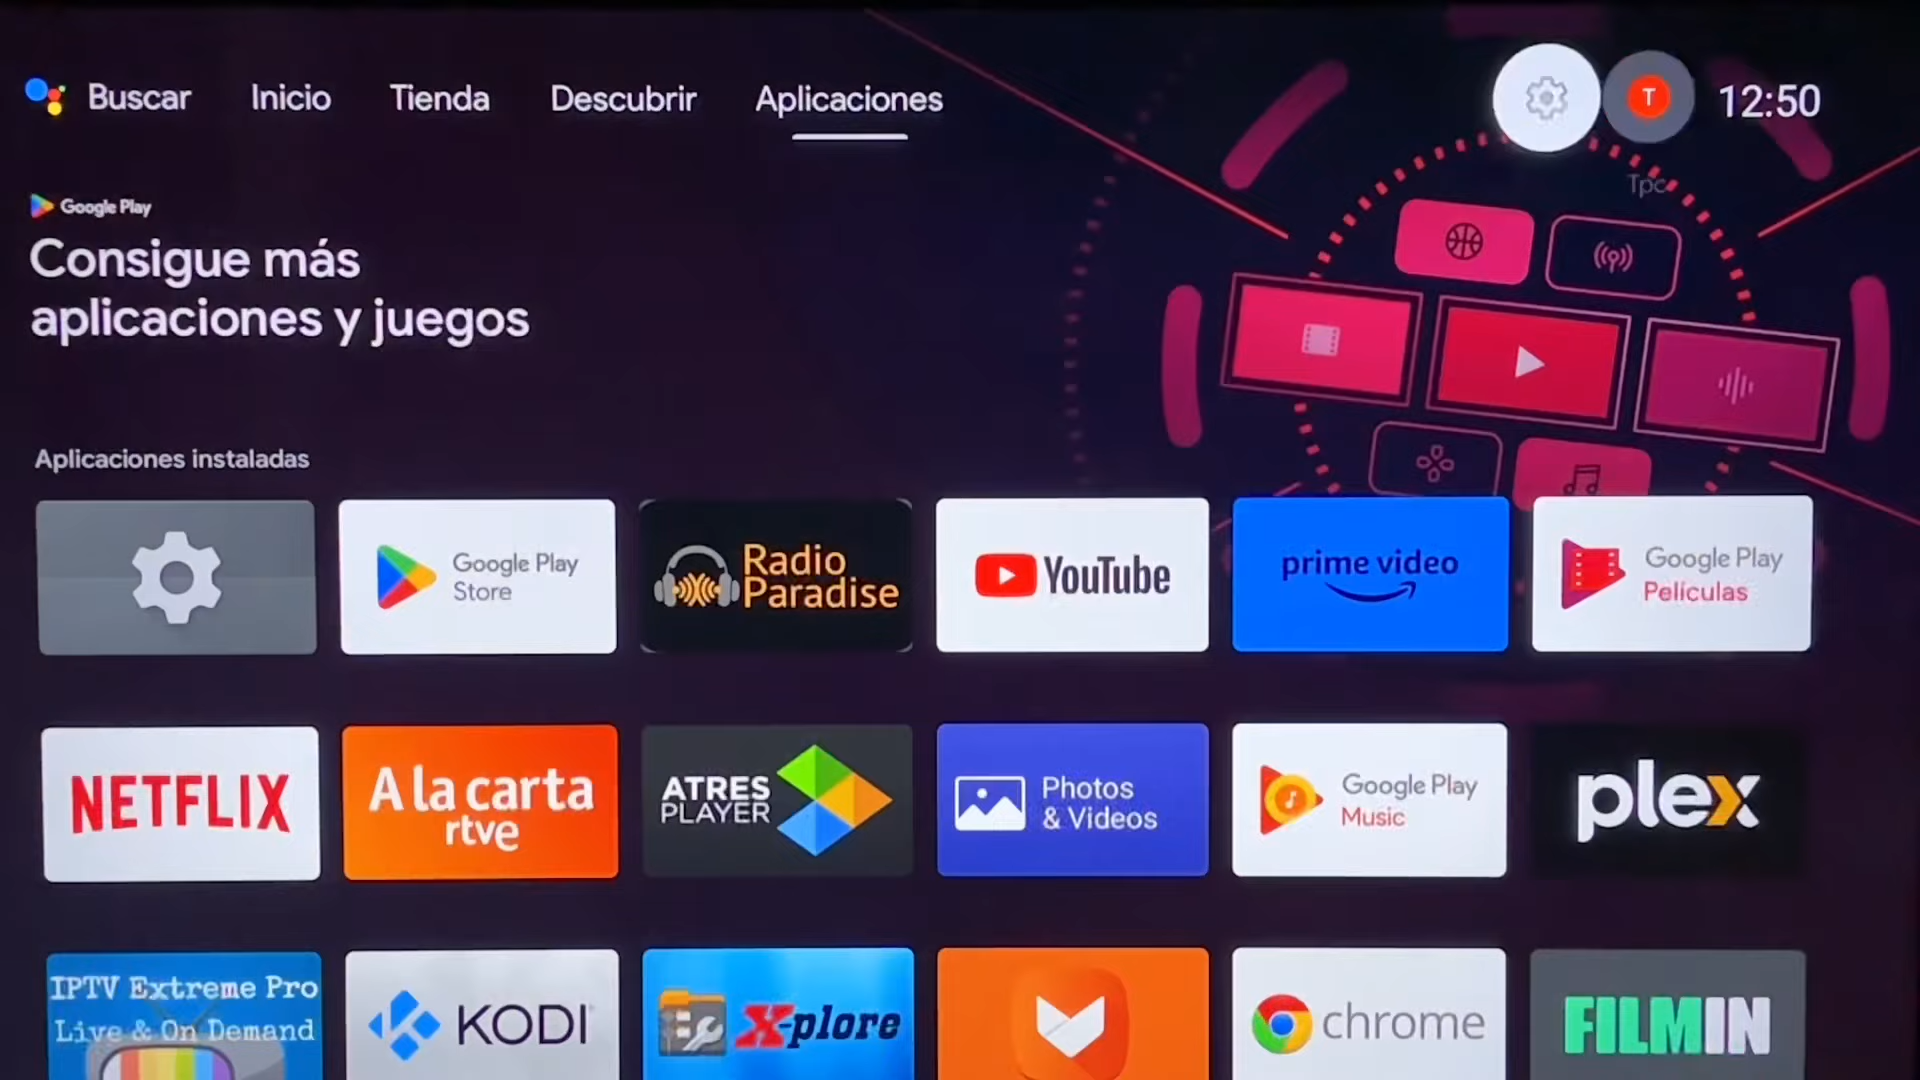 Buscar Inicio Tienda Descubrir Aplicaciones
T 12:50
Tpc
Google Play
Consigue más
aplicaciones y juegos
Aplicaciones instaladas
Google Play
Store
Radio
Paradise
YouTube
prime video
Google Play
Películas
NETFLIX
A la carta
rtve
ATRES
PLAYER
Photos
& Videos
Google Play
Music
plex
IPTV Extreme Pro
Live & On Demand
KODI
X-plore
chrome
FILMIN